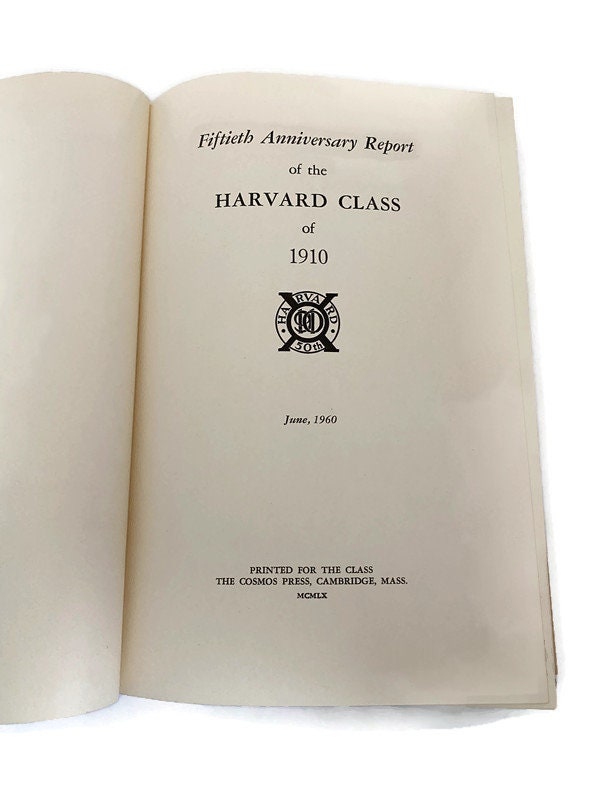 Fiftieth Anniversary Report
of the
HARVARD CLASS
of
1910
HARVARD
50th
June, 1960
PRINTED FOR THE CLASS
THE COSMOS PRESS, CAMBRIDGE, MASS.
MCMLX